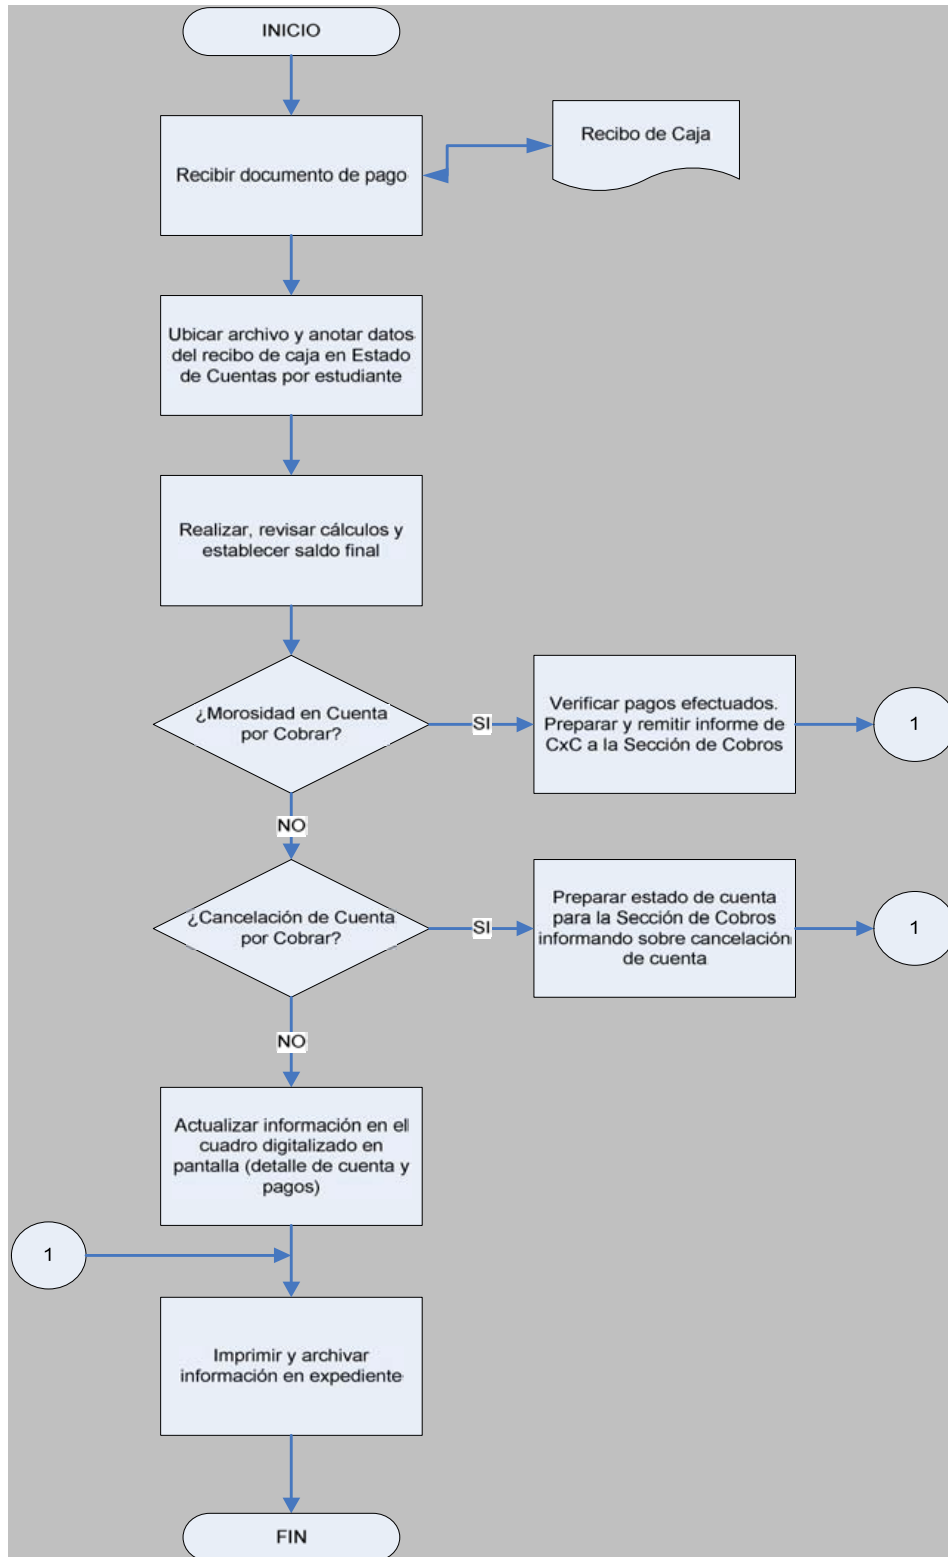 INICIO
Recibir documento de pago
Recibo de Caja
Ubicar archivo y anotar datos
del recibo de caja en Estado
de Cuentas por estudiante
Realizar, revisar cálculos y
establecer saldo final
¿Morosidad en Cuenta
por Cobrar?
SI
Verificar pagos efectuados.
Preparar y remitir informe de
CxC a la Sección de Cobros
1
NO
¿Cancelación de Cuenta
por Cobrar?
SI
Preparar estado de cuenta
para la Sección de Cobros
informando sobre cancelación
de cuenta
1
NO
Actualizar información en el
cuadro digitalizado en
pantalla (detalle de cuenta y
pagos)
1
Imprimir y archivar
información en expediente
FIN